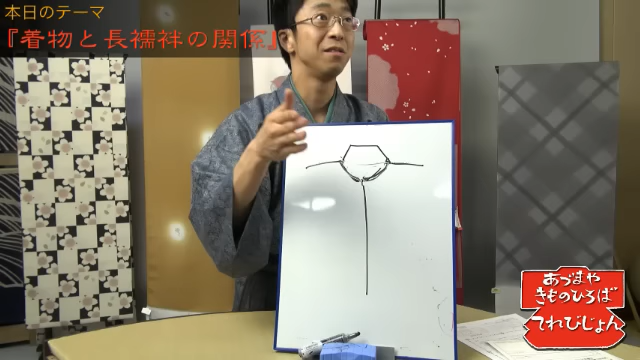 本日のテーマ
『着物と長襦袢の関係』
あづまや
きものひろば
てれびじょん